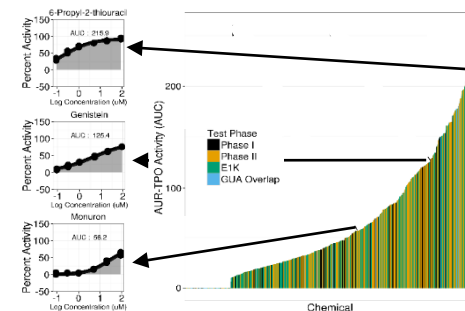 6-Propyl-2-thiouracil
150
100
50
0
-50
Percent Activity
AUC : 215.9
-1 0 1 2
Log Concentration (uM)
Genistein
150
100
50
0
-50
Percent Activity
AUC : 125.4
-1 0 1 2
Log Concentration (uM)
Monuron
150
100
50
0
-50
Percent Activity
AUC : 56.2
-1 0 1 2
Log Concentration (uM)
AUR-TPO Activity (AUC)
200
100
0
Test Phase
Phase I
Phase II
E1K
GUA Overlap
Chemical